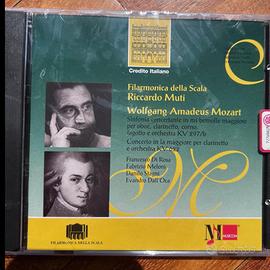 Credito Italiano
Filarmonica della Scala
Riccardo Muti
Wolfgang Amadeus Mozart
Sinfonia concertante in mi bemolle maggiore
per oboe, clarinetto, corno,
fagotto e orchestra KV 297/b
Concerto in la maggiore per clarinetto
e orchestra KV 622
Francesco Di Rosa
Fabrizio Meloni
Danilo Stagni
Evandro Dall'Oca
FILARMONICA DELLA SCALA
MUSICOM